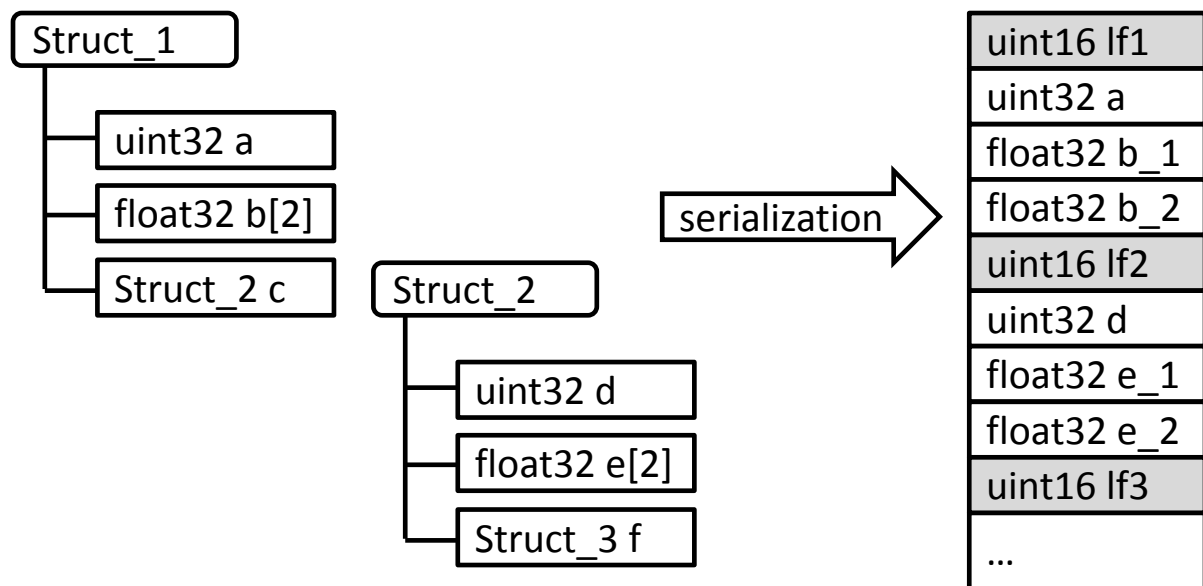 Struct_1
uint32 a
float32 b[2]
Struct_2 c
Struct_2
uint32 d
float32 e[2]
Struct_3 f
serialization
uint16 lf1
uint32 a
float32 b_1
float32 b_2
uint16 lf2
uint32 d
float32 e_1
float32 e_2
uint16 lf3
...